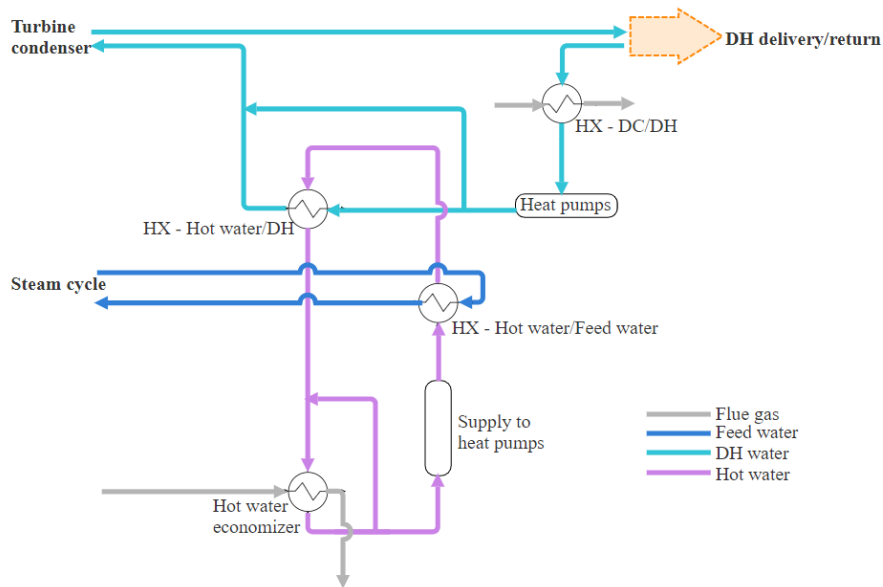 Turbine
condenser
DH delivery/return
HX - DC/DH
Heat pumps
HX - Hot water/DH
Steam cycle
HX - Hot water/Feed water
Supply to
heat pumps
Flue gas
Feed water
DH water
Hot water
Hot water
economizer